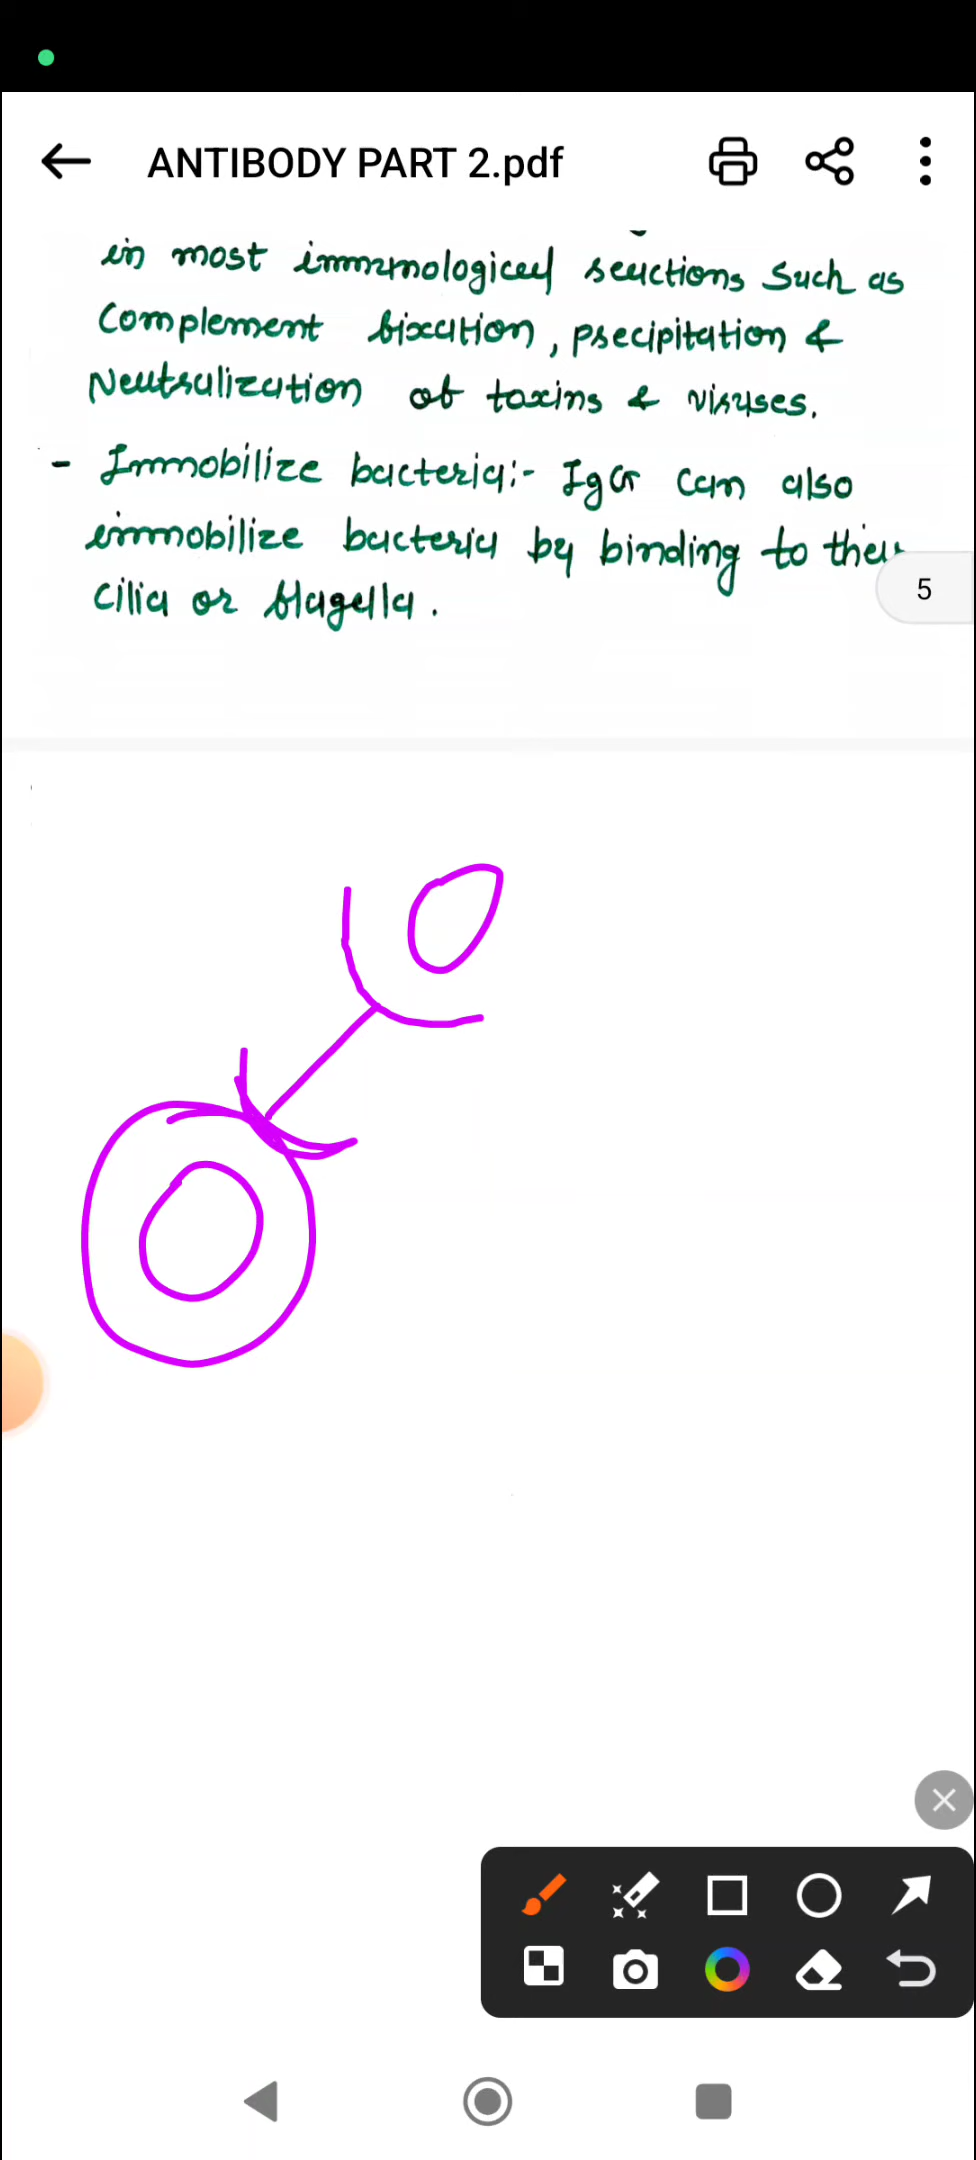 ANTIBODY PART 2.pdf
in most immunological reactions such as
Complement fixation, precipitation &
Neutralization of toxins & viruses.
- Immobilize bacteria:- IgG can also
immobilize bacteria by binding to their
cilia or flagella.
5